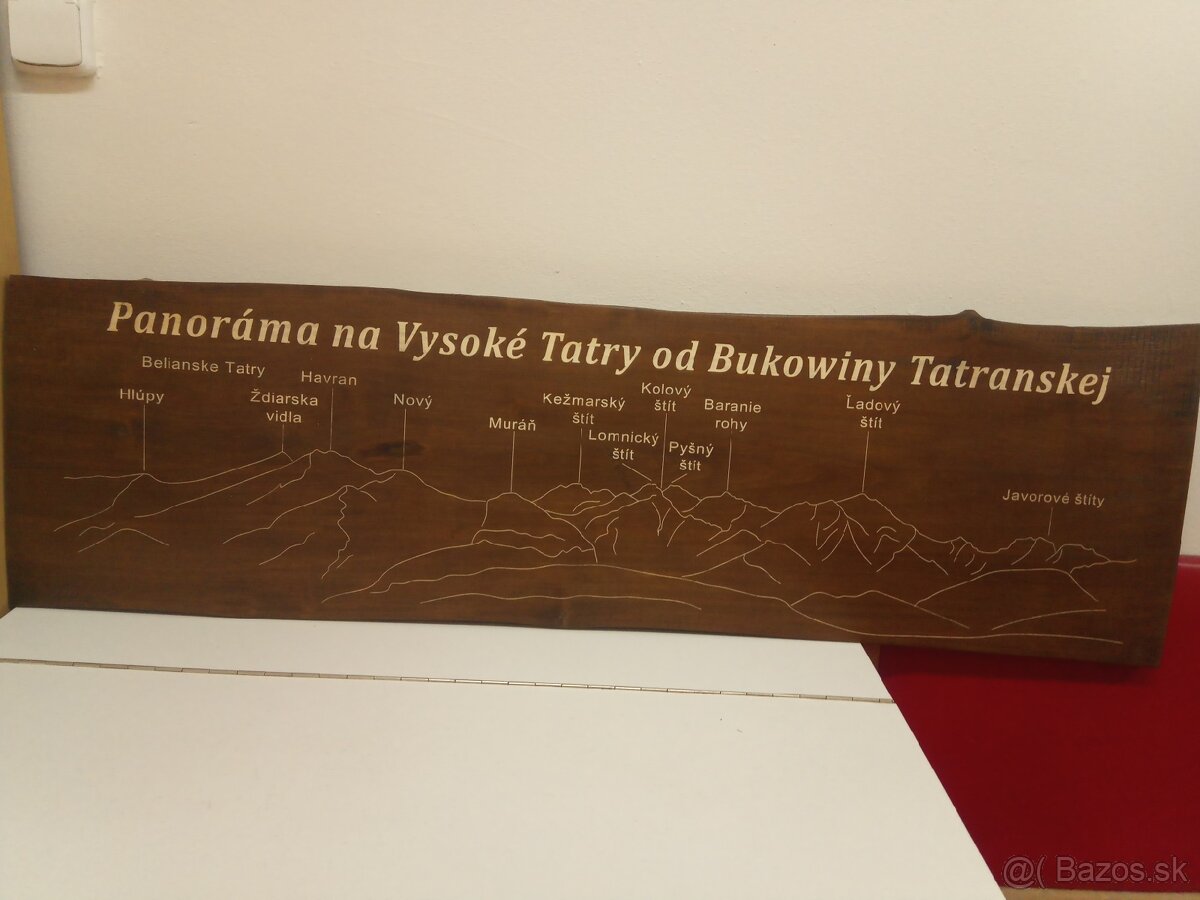 Panoráma na Vysoké Tatry od Bukowiny Tatranskej
Belianske Tatry
Hlúpy
Ždiarska
vidla
Havran
Nový
Muráň
Kežmarský
štít
Lomnický
štít
Kolový
štít
Pyšný
štít
Baranie
rohy
Ľadový
štít
Javorové štíty
@( Bazos.sk